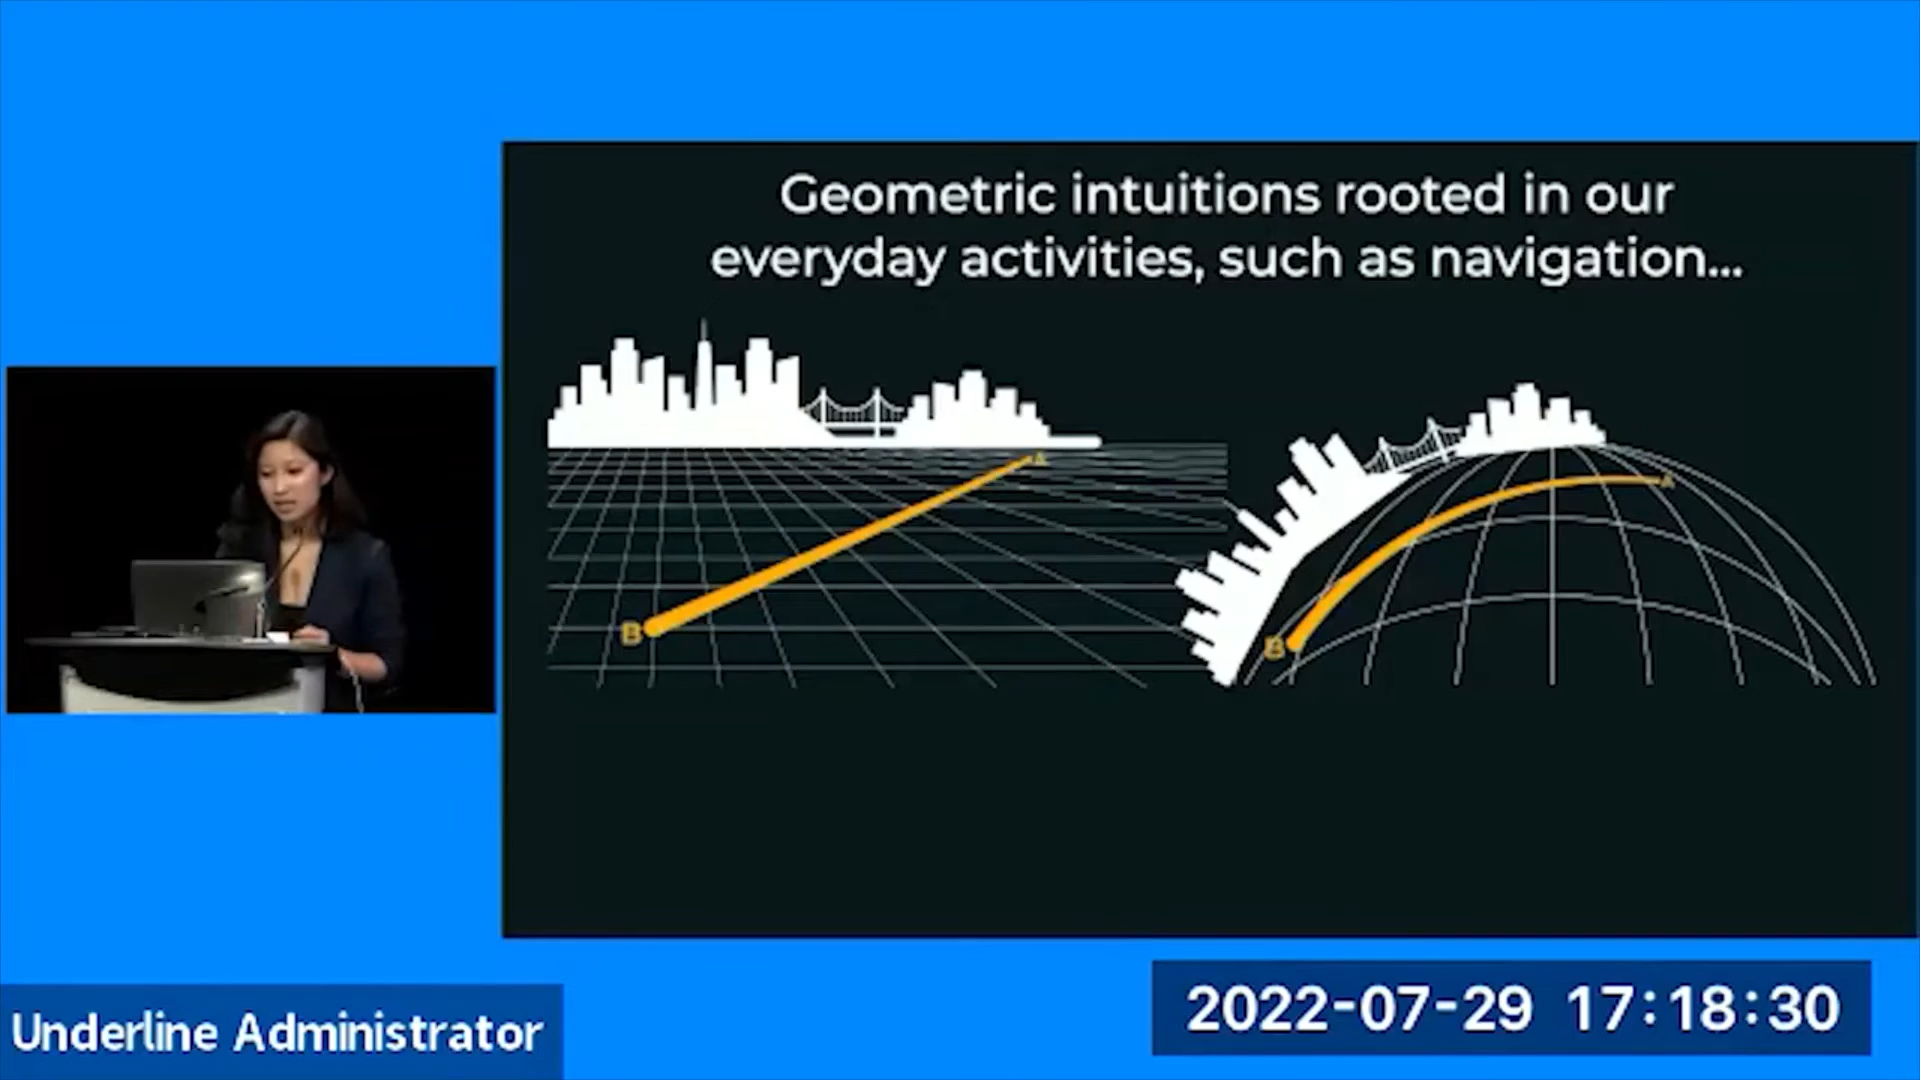 Geometric intuitions rooted in our
everyday activities, such as navigation...
A
B
A
B
Underline Administrator
2022-07-29 17:18:30